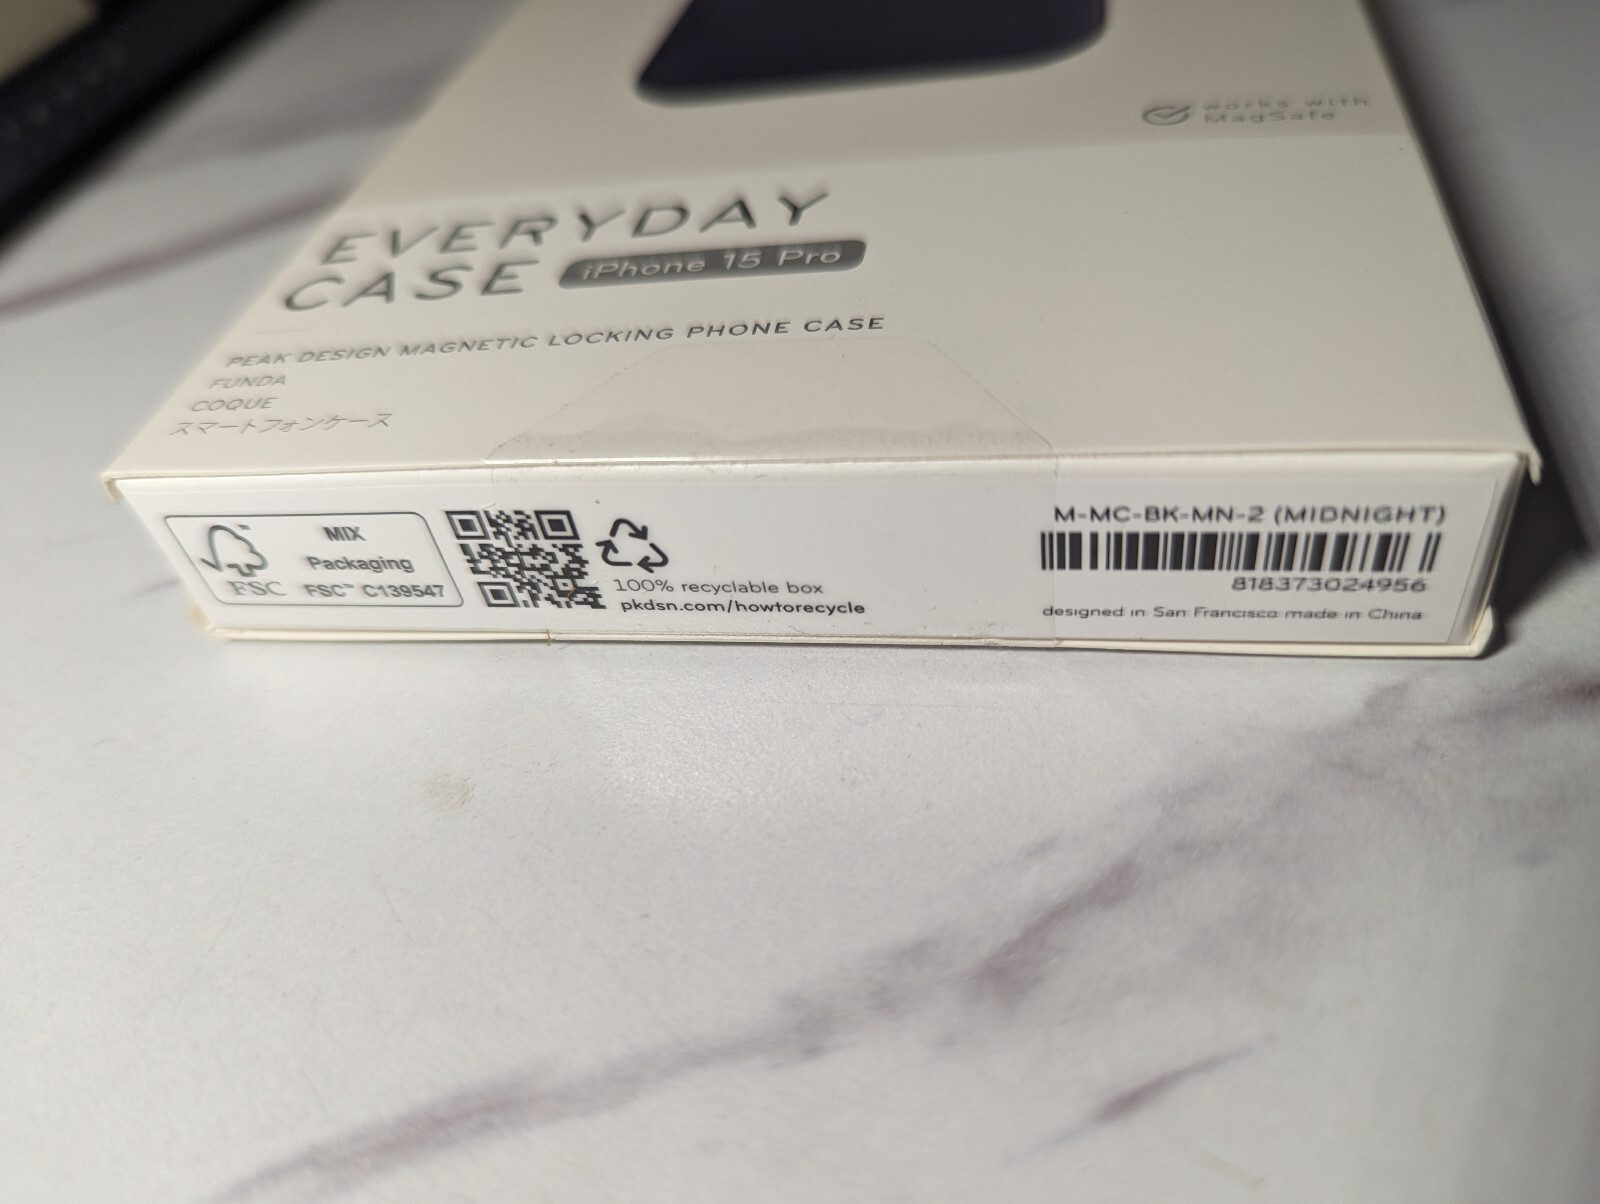 works with
MagSafe
EVERYDAY
CASE iPhone 15 Pro
PEAK DESIGN MAGNETIC LOCKING PHONE CASE
FUNDA
COQUE
スマートフォンケース
MIX
Packaging
FSC™ C139547
FSC™
100% recyclable box
pkdsn.com/howtorecycle
M-MC-BK-MN-2 (MIDNIGHT)
818373024956
designed in San Francisco made in China